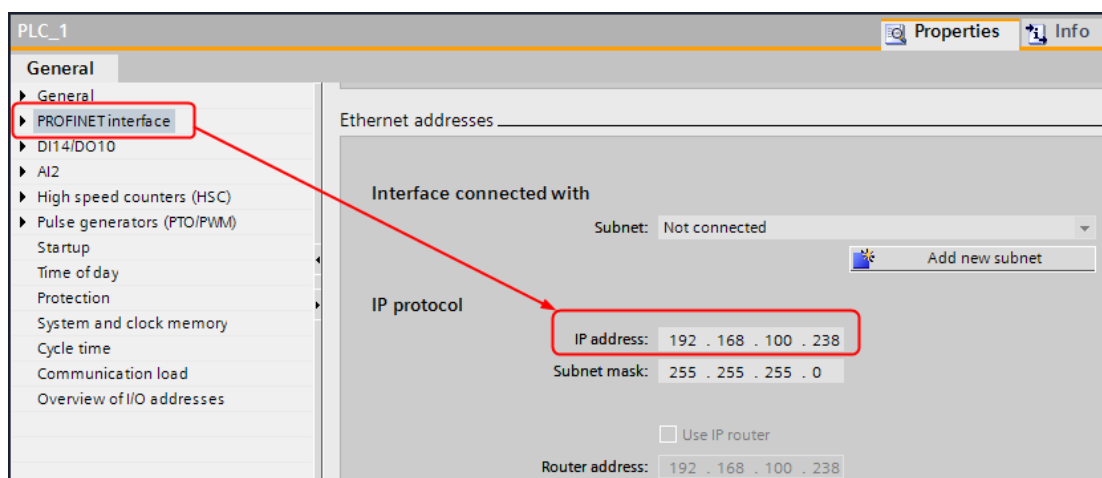 PLC_1
Properties
Info
General
General
PROFINET interface
DI14/DO10
AI2
High speed counters (HSC)
Pulse generators (PTO/PWM)
Startup
Time of day
Protection
System and clock memory
Cycle time
Communication load
Overview of I/O addresses
Ethernet addresses
Interface connected with
Subnet: Not connected
Add new subnet
IP protocol
IP address: 192 . 168 . 100 . 238
Subnet mask: 255 . 255 . 255 . 0
Use IP router
Router address: 192 . 168 . 100 . 238